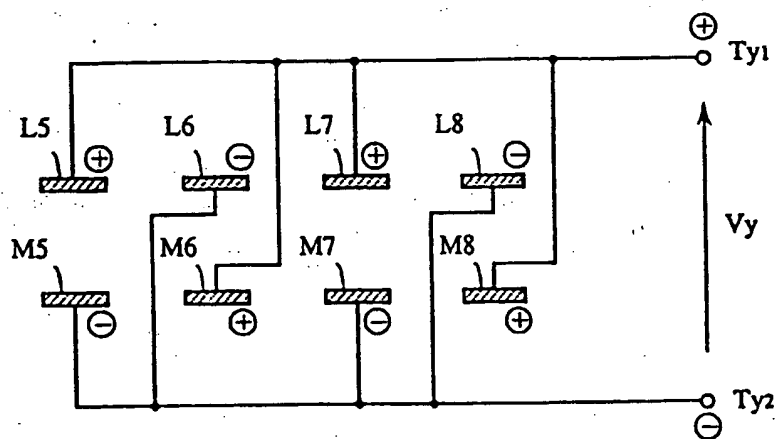 ⊕
Ty1
L5 L6 L7 L8
⊕ ⊖ ⊕ ⊖
Vy
M5 M6 M7 M8
⊖ ⊕ ⊖ ⊕
Ty2
⊖